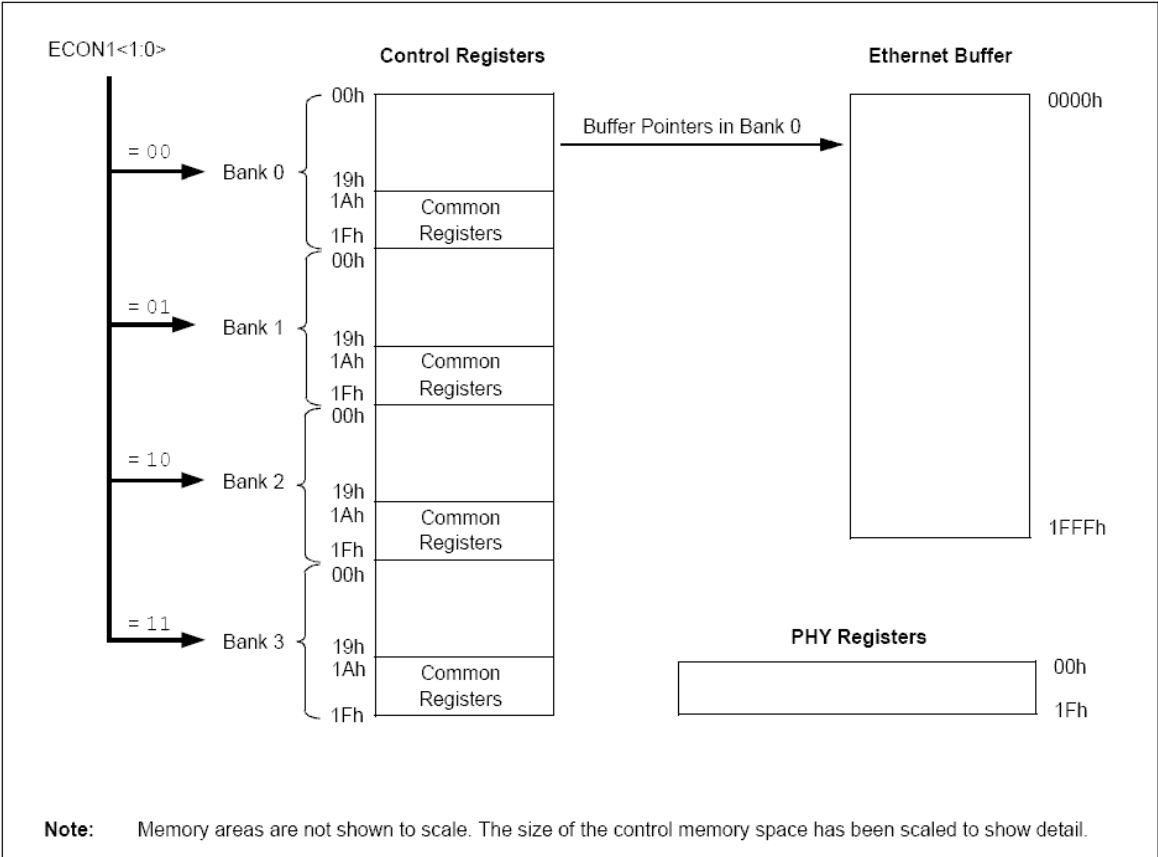 ECON1<1:0>
Control Registers
Ethernet Buffer
00h
0000h
Buffer Pointers in Bank 0
= 00
Bank 0
19h
1Ah
Common
Registers
1Fh
00h
= 01
Bank 1
19h
1Ah
Common
Registers
1Fh
00h
= 10
Bank 2
19h
1Ah
Common
Registers
1Fh
1FFFh
00h
= 11
Bank 3
19h
1Ah
Common
Registers
1Fh
PHY Registers
00h
1Fh
Note: Memory areas are not shown to scale. The size of the control memory space has been scaled to show detail.